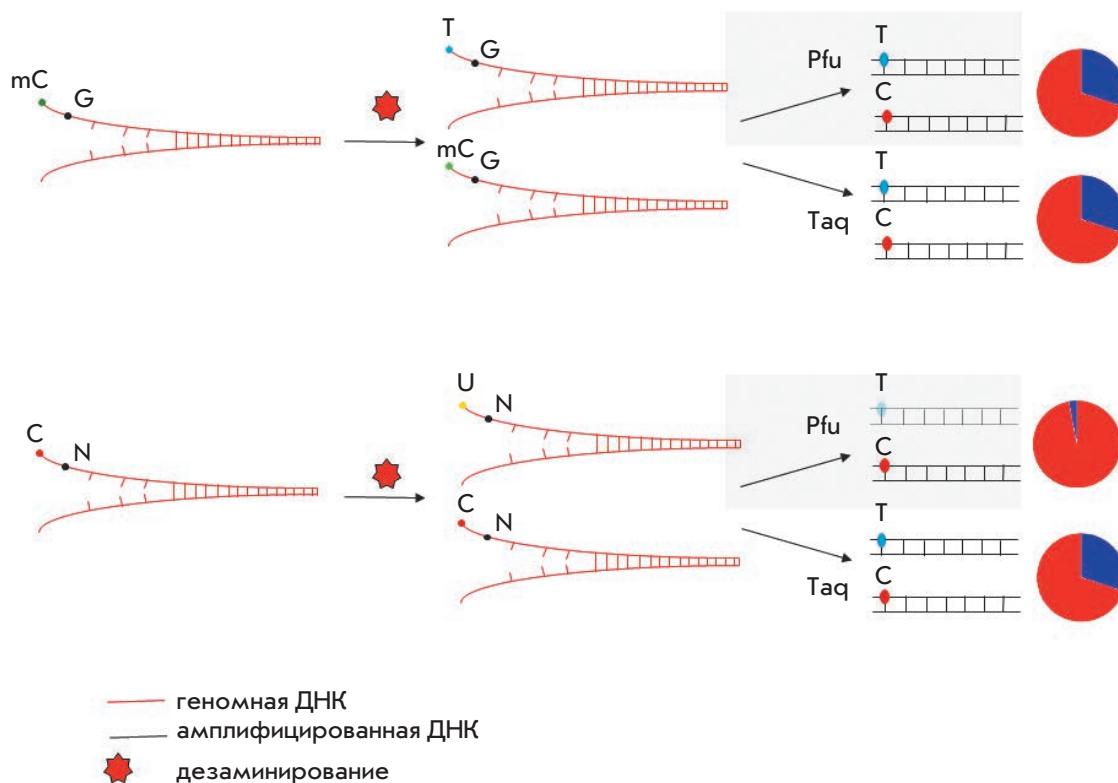 mC
G
T
G
mC
G
Pfu
T
C
Taq
T
C
C
N
U
N
C
N
Pfu
T
C
Taq
T
C
геномная ДНК
амплифицированная ДНК
дезаминирование